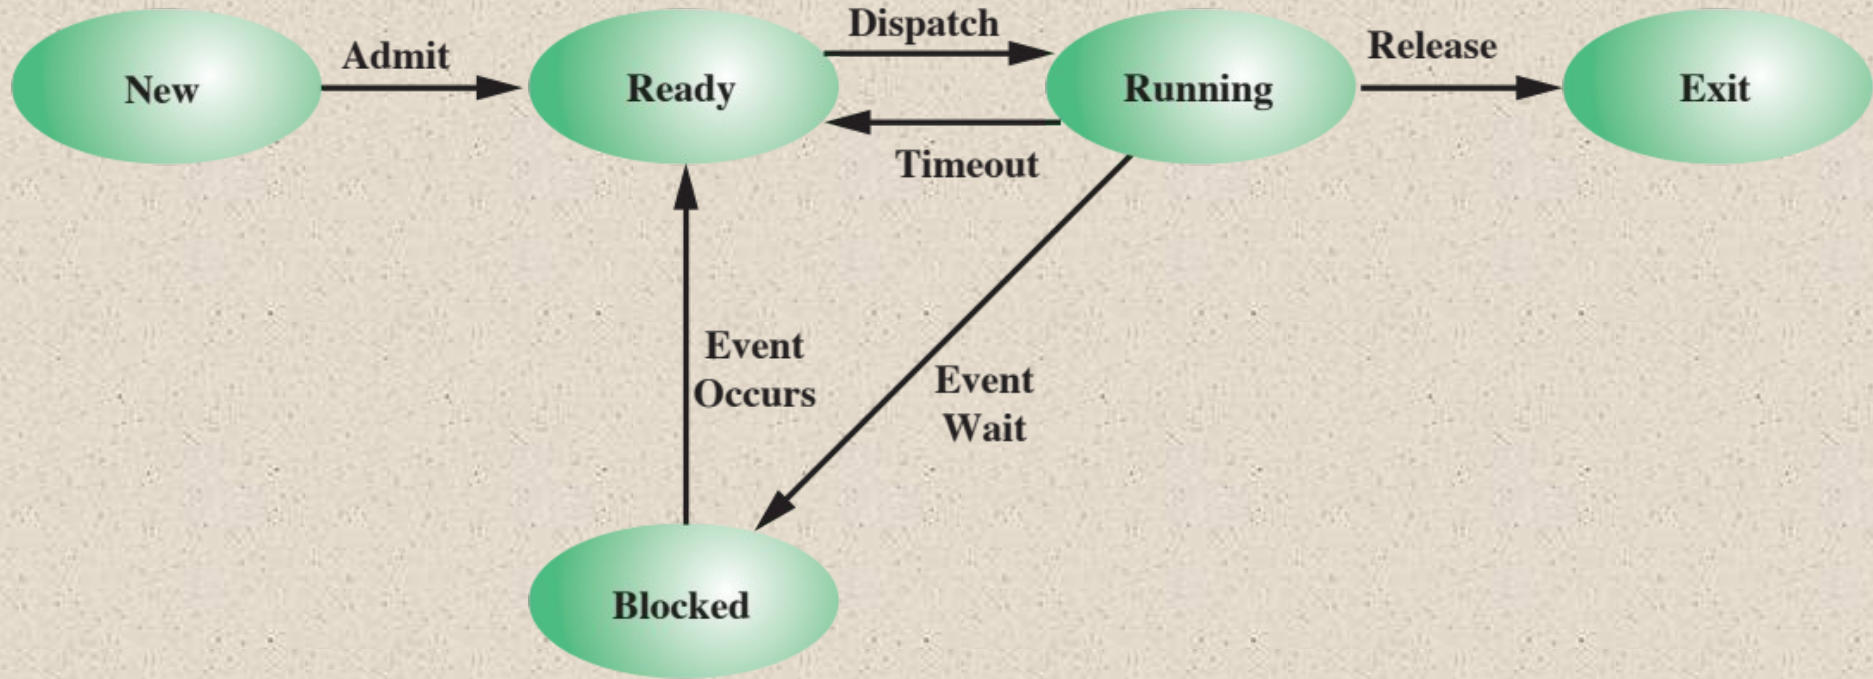 New
Admit
Ready
Dispatch
Timeout
Running
Release
Exit
Event
Occurs
Event
Wait
Blocked